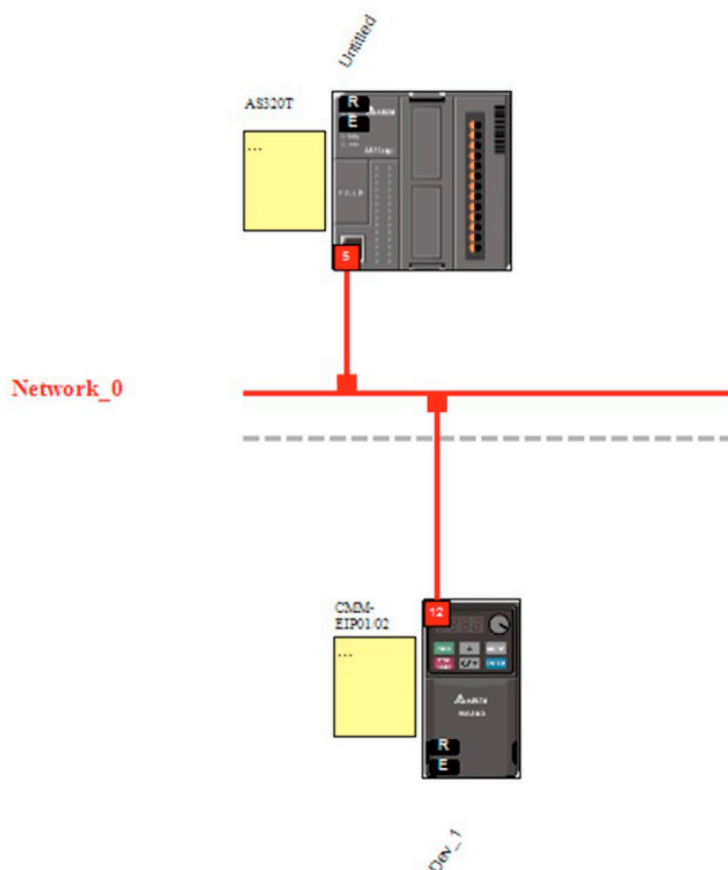 Untitled
AS320T
R
E
...
5
Network_0
CMM-
EIP01/02
12
...
R
E
Dev_1